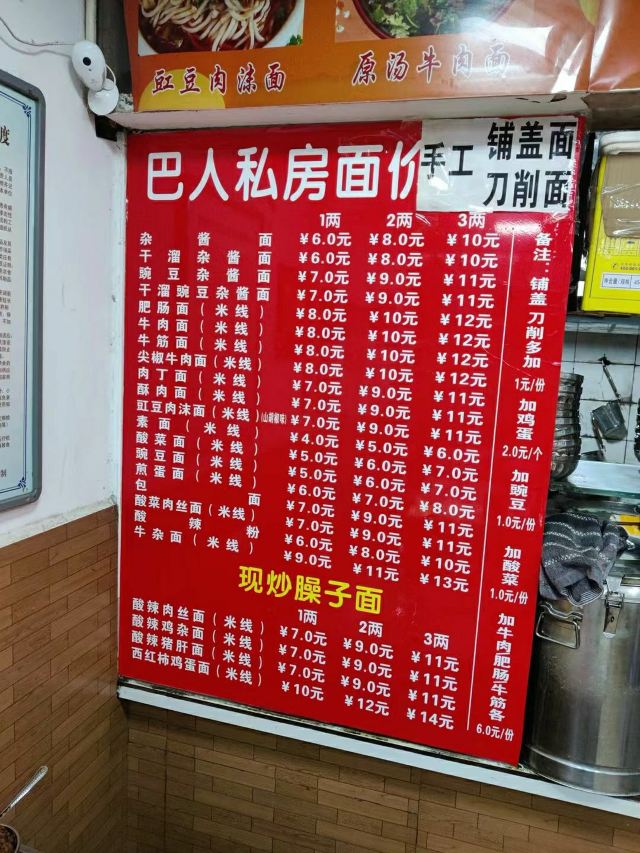 豇豆肉沫面 原汤牛肉面
巴人私房面价
手工 铺盖面
刀削面
1两 2两 3两
杂酱面 ¥6.0元 ¥8.0元 ¥10元
干溜杂酱面 ¥6.0元 ¥8.0元 ¥10元
豌豆杂酱面 ¥7.0元 ¥9.0元 ¥11元
干溜豌豆杂酱面 ¥7.0元 ¥9.0元 ¥11元
肥肠面(米线) ¥8.0元 ¥10元 ¥12元
牛肉面(米线) ¥8.0元 ¥10元 ¥12元
牛筋面(米线) ¥8.0元 ¥10元 ¥12元
尖椒牛肉面(米线) ¥8.0元 ¥10元 ¥12元
肉丁面(米线) ¥7.0元 ¥9.0元 ¥11元
酥肉面(米线) ¥7.0元 ¥9.0元 ¥11元
豇豆肉沫面(米线)(山胡椒味) ¥7.0元 ¥9.0元 ¥11元
素面(米线) ¥4.0元 ¥5.0元 ¥6.0元
酸菜面(米线) ¥5.0元 ¥6.0元 ¥7.0元
豌豆面(米线) ¥5.0元 ¥6.0元 ¥7.0元
煎蛋面(米线) ¥6.0元 ¥7.0元 ¥8.0元
包面 ¥7.0元 ¥9.0元 ¥11元
酸菜肉丝面(米线) ¥7.0元 ¥9.0元 ¥11元
酸辣粉 ¥6.0元 ¥8.0元 ¥10元
牛杂面(米线) ¥9.0元 ¥11元 ¥13元
现炒臊子面
1两 2两 3两
酸辣肉丝面(米线) ¥7.0元 ¥9.0元 ¥11元
酸辣鸡杂面(米线) ¥7.0元 ¥9.0元 ¥11元
酸辣猪肝面(米线) ¥7.0元 ¥9.0元 ¥11元
西红柿鸡蛋面(米线) ¥10元 ¥12元 ¥14元
备注:铺盖 刀削多加
1元/份
加鸡蛋
2.0元/个
加豌豆
1.0元/份
加酸菜
1.0元/份
加牛肉肥肠牛筋各
6.0元/份